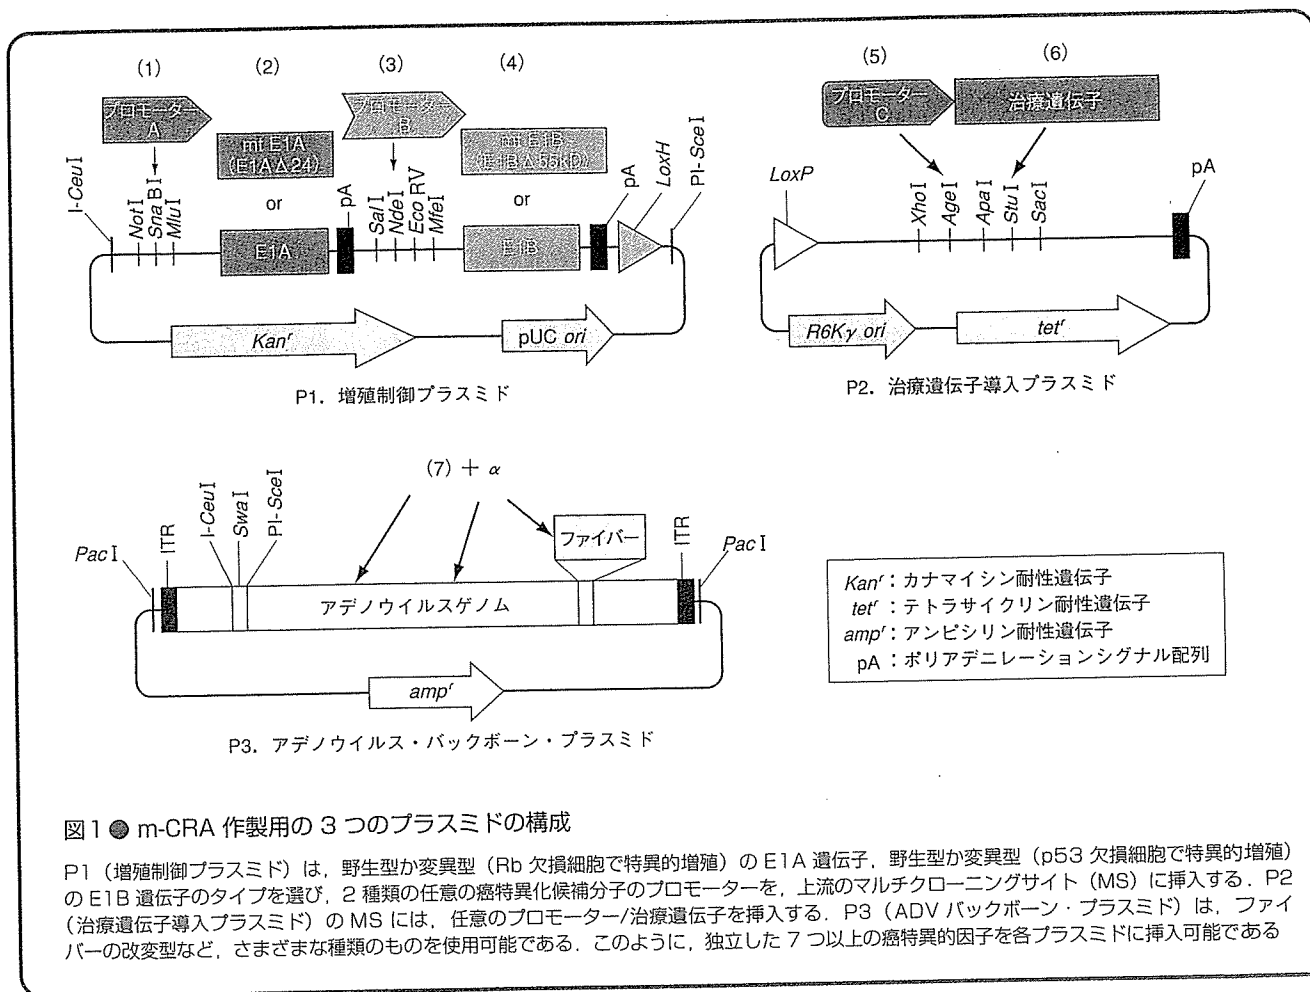 (1) (2) (3) (4)
プロモーター
A
mt E1A
(E1AΔ24)
プロモーター
B
mt E1B
(E1BΔ55kD)
I-CeuI
NotI
SnaBI
MluI
or
E1A
pA
SalI
NdeI
EcoRV
MfeI
or
E1B
pA
LoxH
PI-SceI
Kanʳ
pUC ori
P1．増殖制御プラスミド
(5) (6)
プロモーター
C
治療遺伝子
LoxP
XhoI
AgeI
ApaI
StuI
SacI
pA
R6Kγ ori
tetʳ
P2．治療遺伝子導入プラスミド
(7) ＋ α
PacI
ITR
I-CeuI
SwaI
PI-SceI
ファイバー
ITR
PacI
アデノウイルスゲノム
ampʳ
P3．アデノウイルス・バックボーン・プラスミド
Kanʳ：カナマイシン耐性遺伝子
tetʳ：テトラサイクリン耐性遺伝子
ampʳ：アンピシリン耐性遺伝子
pA：ポリアデニレーションシグナル配列
図1● m-CRA 作製用の 3 つのプラスミドの構成
P1（増殖制御プラスミド）は，野生型か変異型（Rb 欠損細胞で特異的増殖）の E1A 遺伝子，野生型か変異型（p53 欠損細胞で特異的増殖）
の E1B 遺伝子のタイプを選び，2 種類の任意の癌特異化候補分子のプロモーターを，上流のマルチクローニングサイト（MS）に挿入する．P2
（治療遺伝子導入プラスミド）の MS には，任意のプロモーター/治療遺伝子を挿入する．P3（ADV バックボーン・プラスミド）は，ファイ
バーの改変型など，さまざまな種類のものを使用可能である．このように，独立した 7 つ以上の癌特異的因子を各プラスミドに挿入可能である